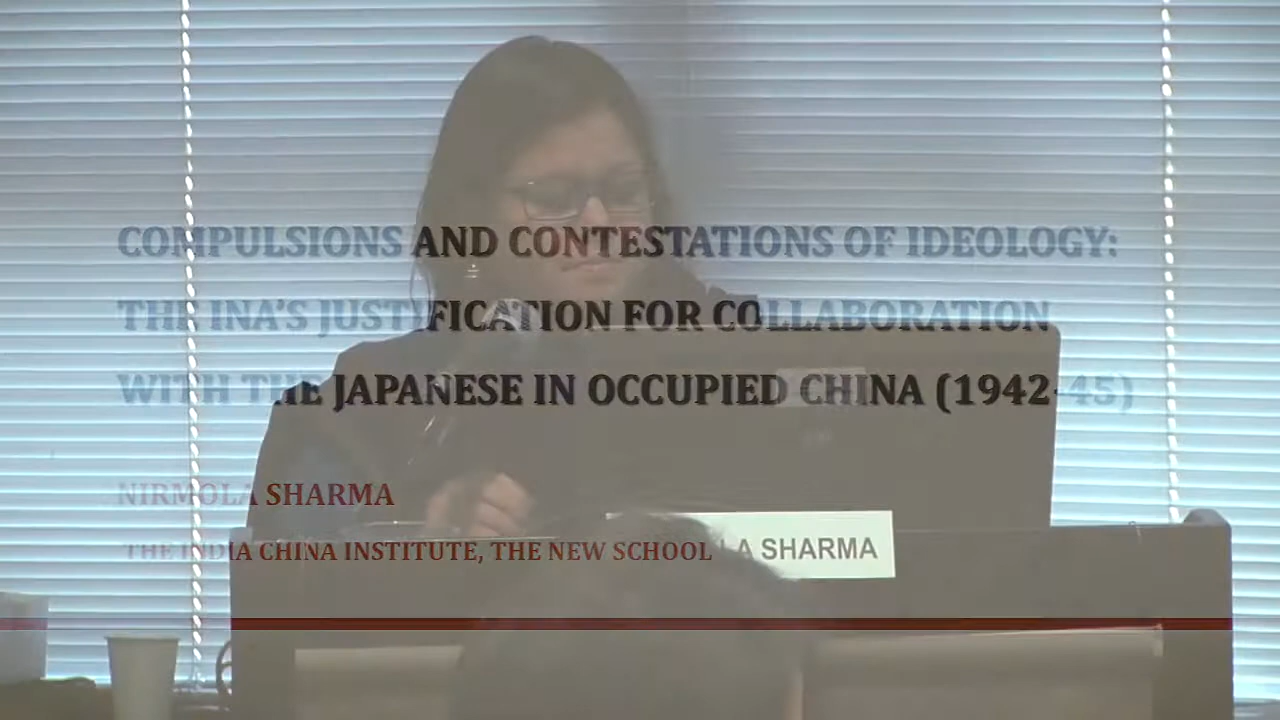 COMPULSIONS AND CONTESTATIONS OF IDEOLOGY:
THE INA'S JUSTIFICATION FOR COLLABORATION
WITH THE JAPANESE IN OCCUPIED CHINA (1942-45)
NIRMOLA SHARMA
THE INDIA CHINA INSTITUTE, THE NEW SCHOOL
LA SHARMA